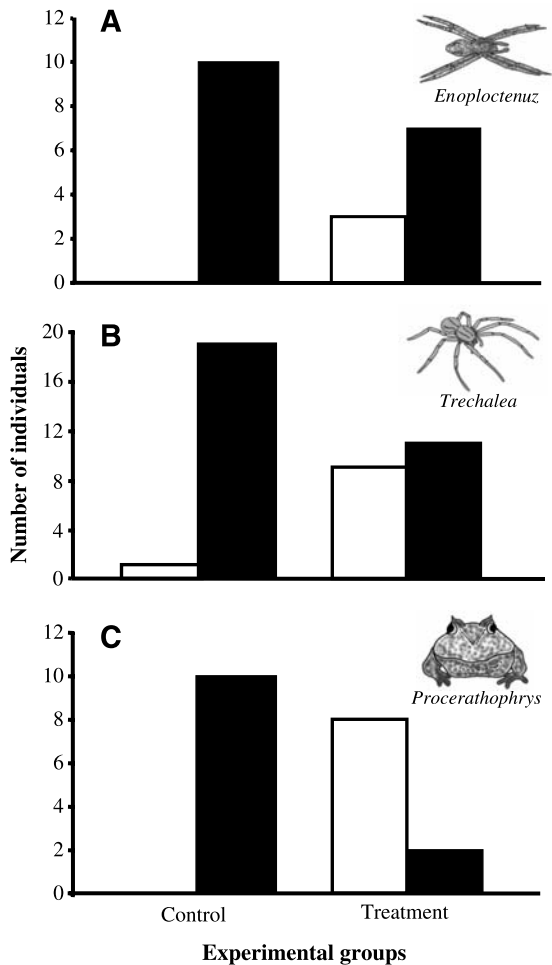 A
12
10
8
6
4
2
0
Enoploctenuz
B
20
16
12
8
4
0
Trechalea
Number of individuals
C
12
10
8
6
4
2
0
Procerathophrys
Control
Treatment
Experimental groups